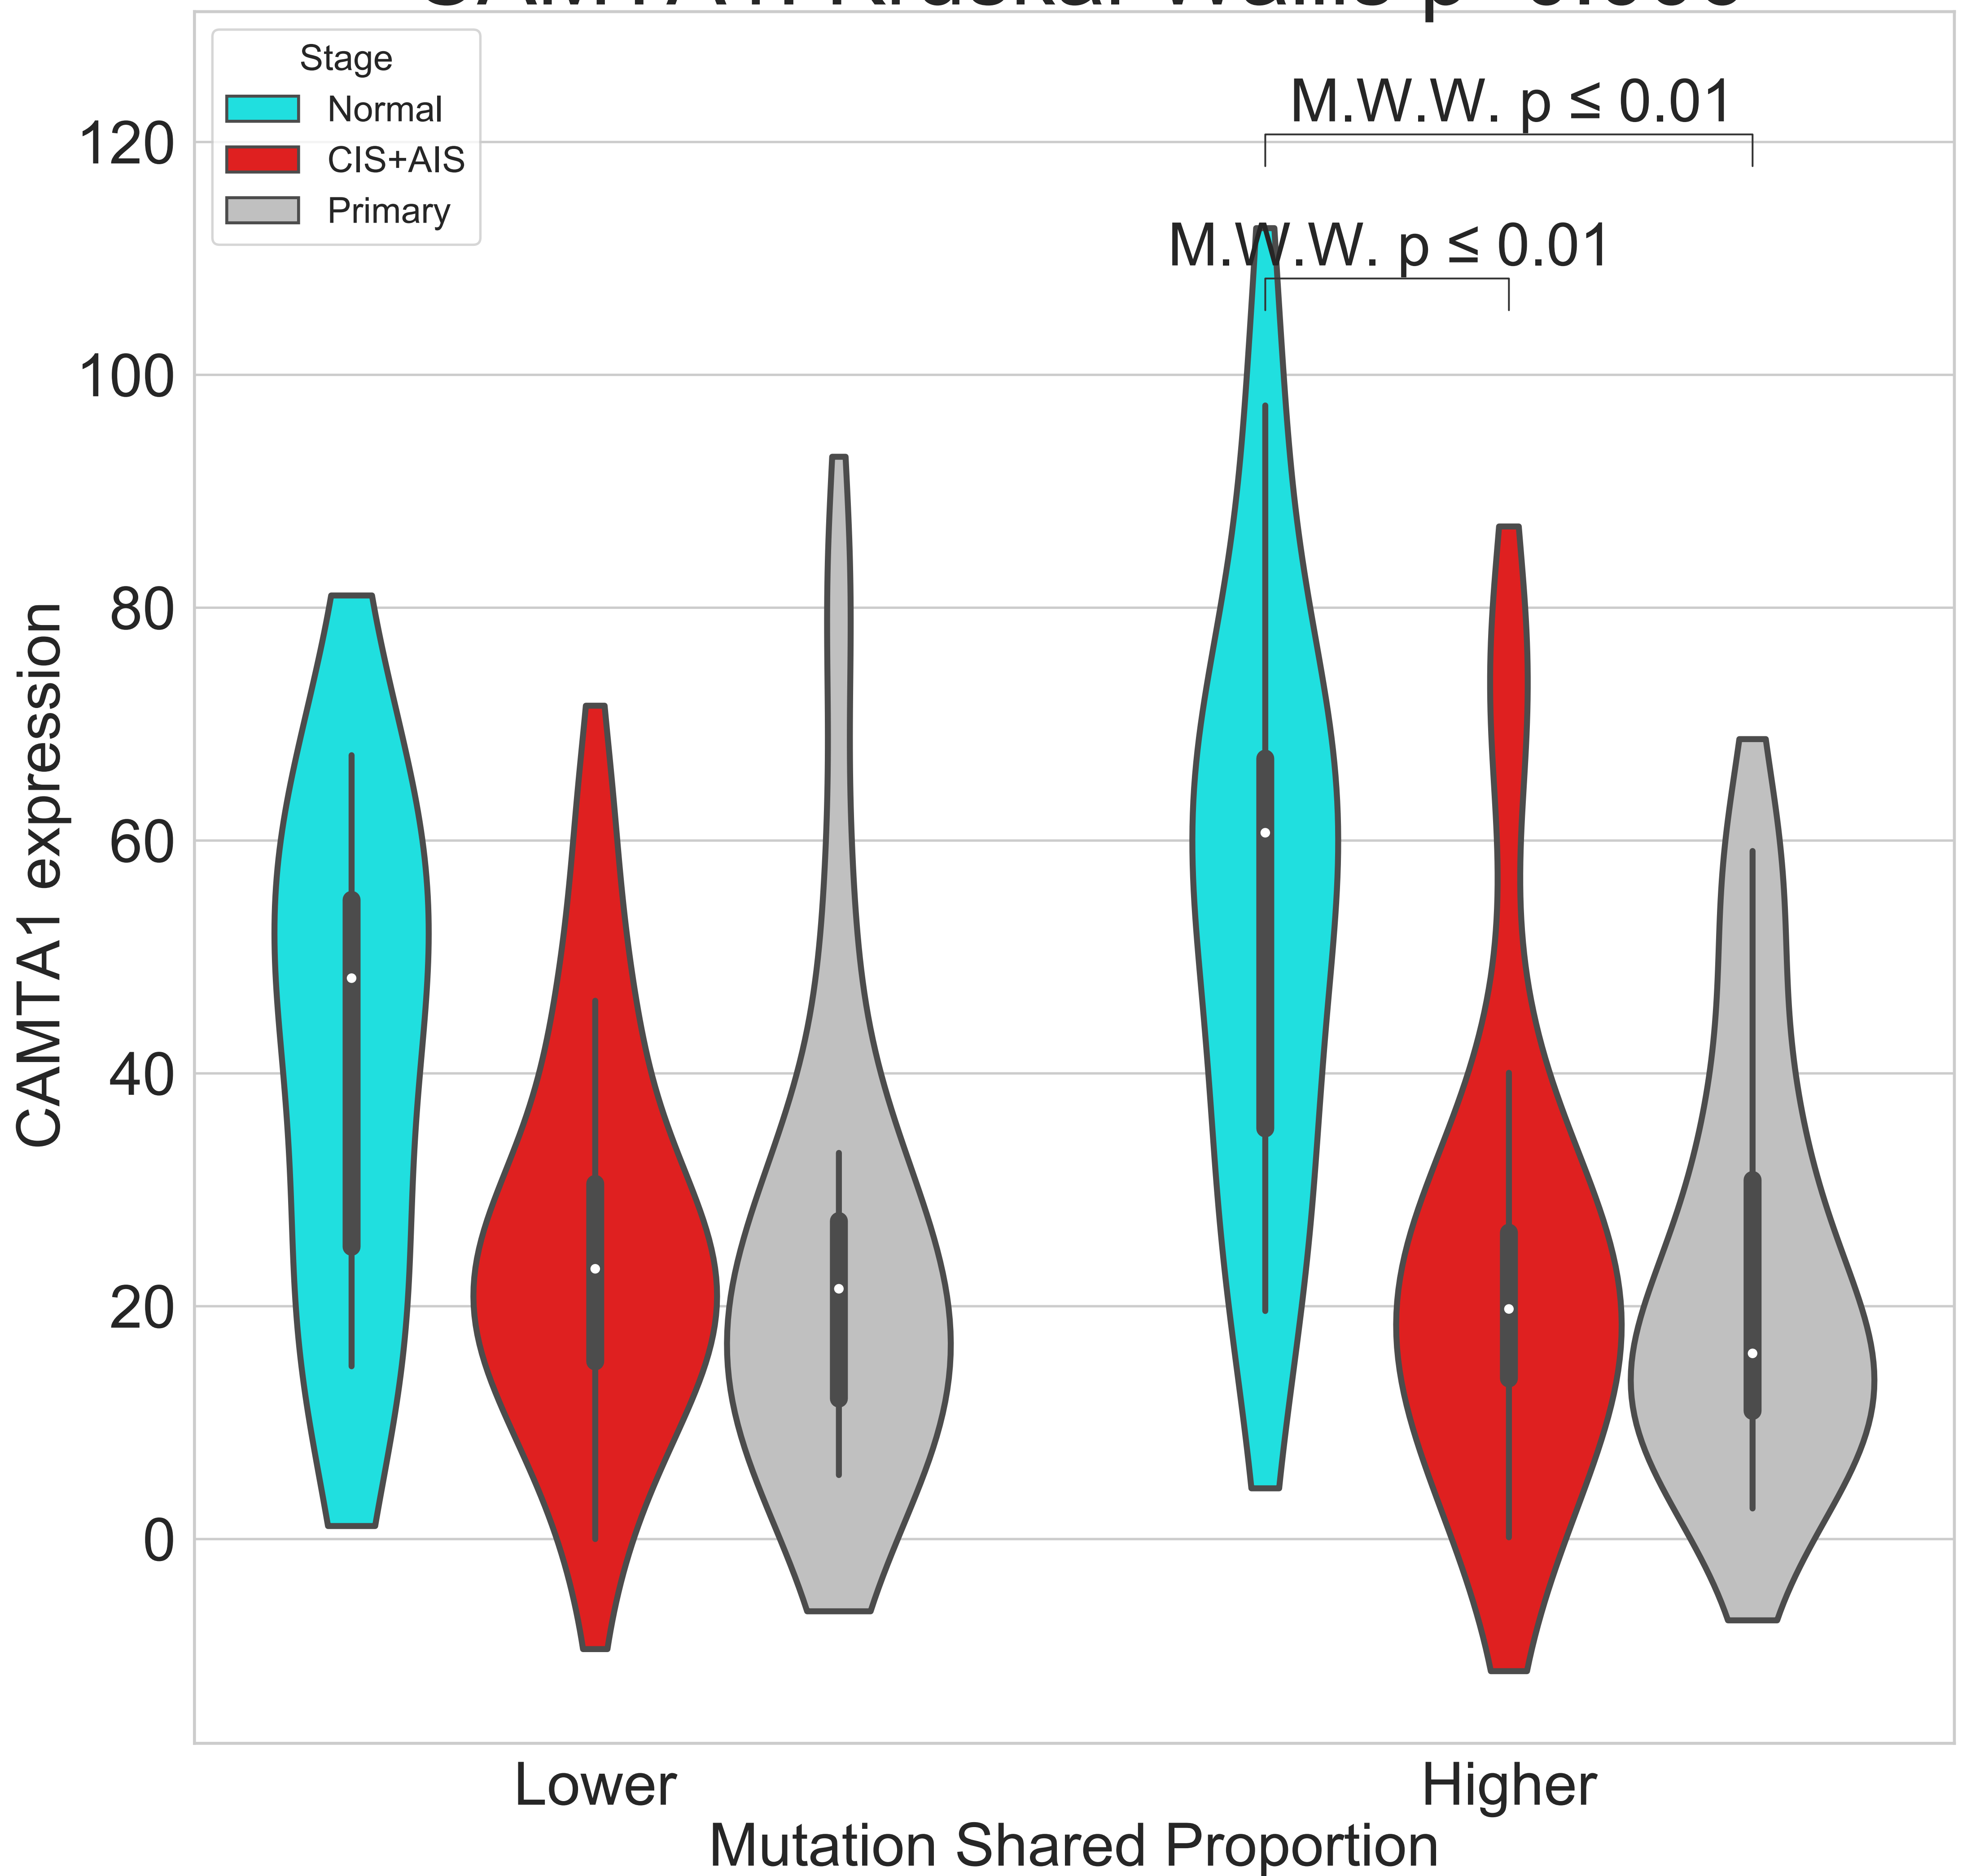 Stage
Normal
CIS+AIS
Primary
M.W.W. p ≤ 0.01
M.W.W. p ≤ 0.01
120
100
80
60
40
20
0
CAMTA1 expression
Lower
Higher
Mutation Shared Proportion